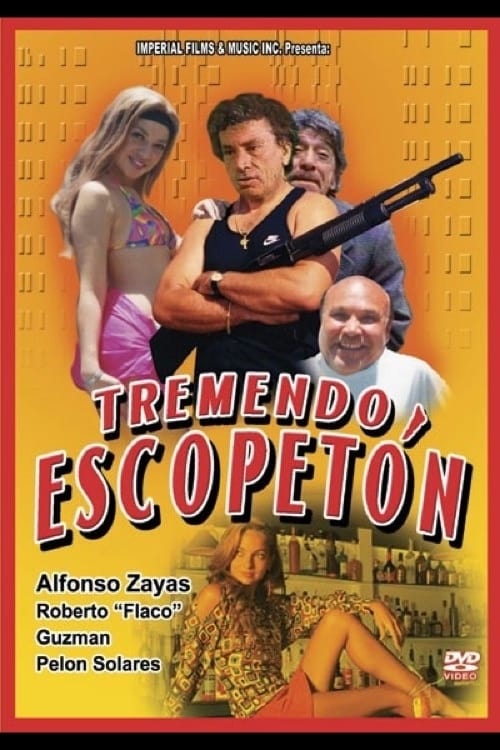 IMPERIAL FILMS & MUSIC INC. Presenta:
TREMENDO
ESCOPETÓN
Alfonso Zayas
Roberto "Flaco"
Guzman
Pelon Solares
DVD
VIDEO